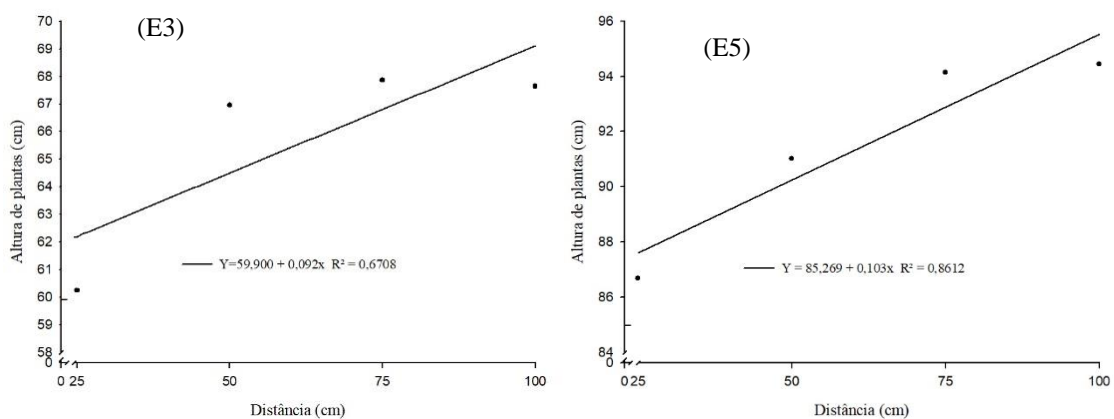 (E3)
70
69
68
67
66
65
64
63
62
61
60
59
58
0
Altura de plantas (cm)
Y=59,900 + 0,092x R² = 0,6708
0 25 50 75 100
Distância (cm)
(E5)
96
94
92
90
88
86
84
0
Altura de plantas (cm)
Y = 85,269 + 0,103x R² = 0,8612
0 25 50 75 100
Distância (cm)